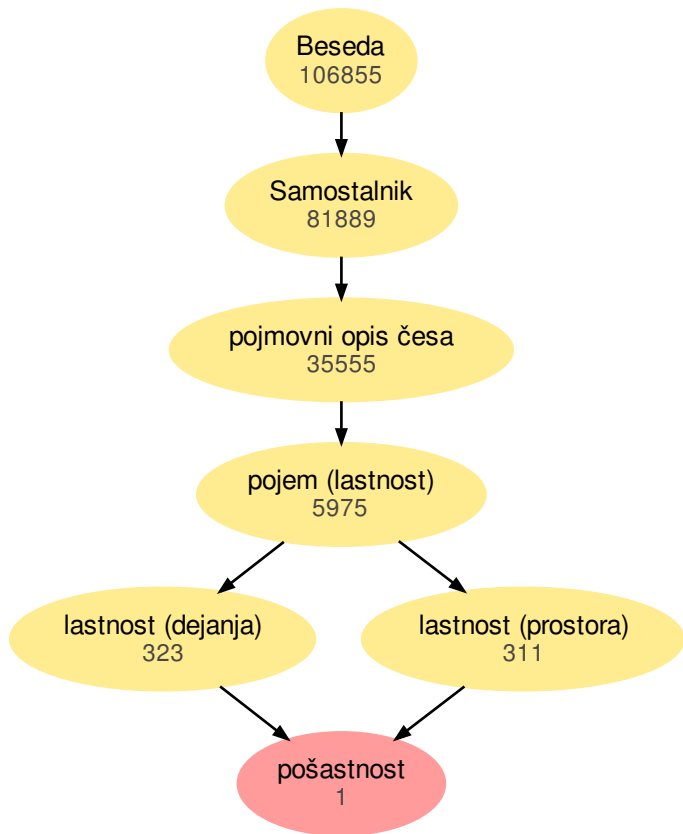 Beseda
106855
Samostalnik
81889
pojmovni opis česa
35555
pojem (lastnost)
5975
lastnost (dejanja)
323
lastnost (prostora)
311
pošastnost
1